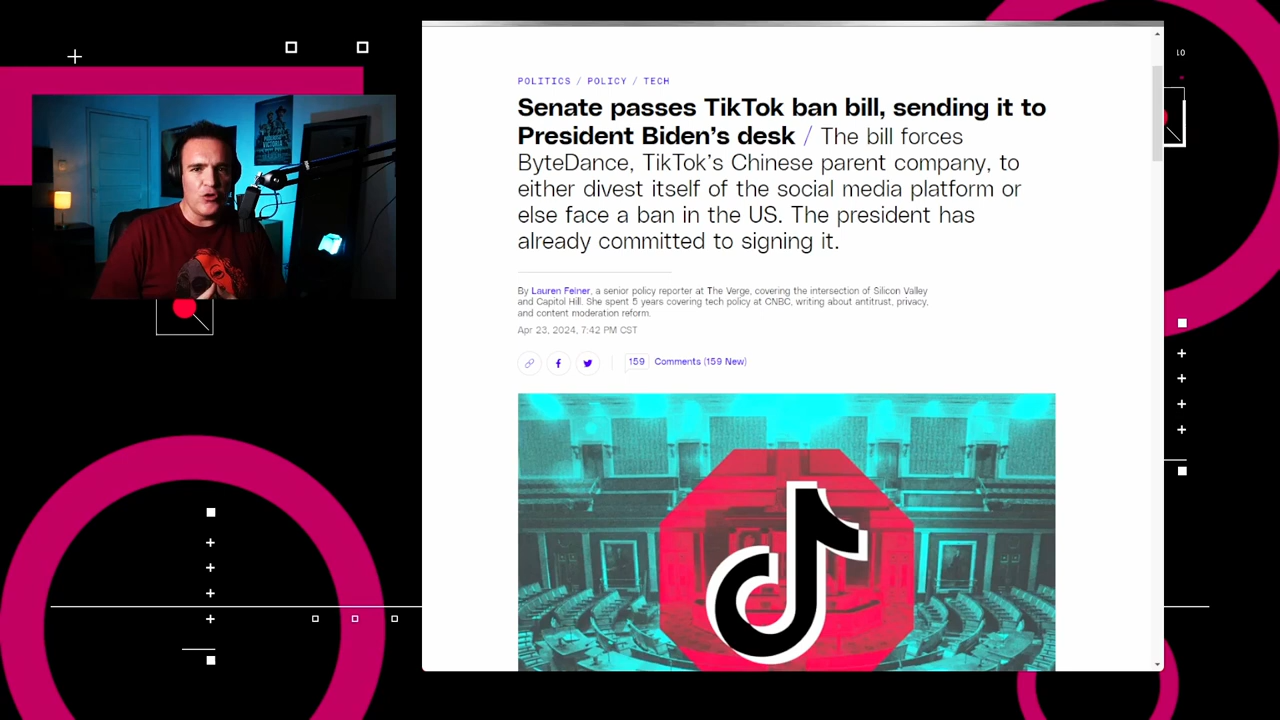 10
POLITICS / POLICY / TECH
Senate passes TikTok ban bill, sending it to
President Biden's desk / The bill forces
ByteDance, TikTok's Chinese parent company, to
either divest itself of the social media platform or
else face a ban in the US. The president has
already committed to signing it.
By Lauren Feiner, a senior policy reporter at The Verge, covering the intersection of Silicon Valley
and Capitol Hill. She spent 5 years covering tech policy at CNBC, writing about antitrust, privacy,
and content moderation reform.
Apr 23, 2024, 7:42 PM CST
159 Comments (159 New)